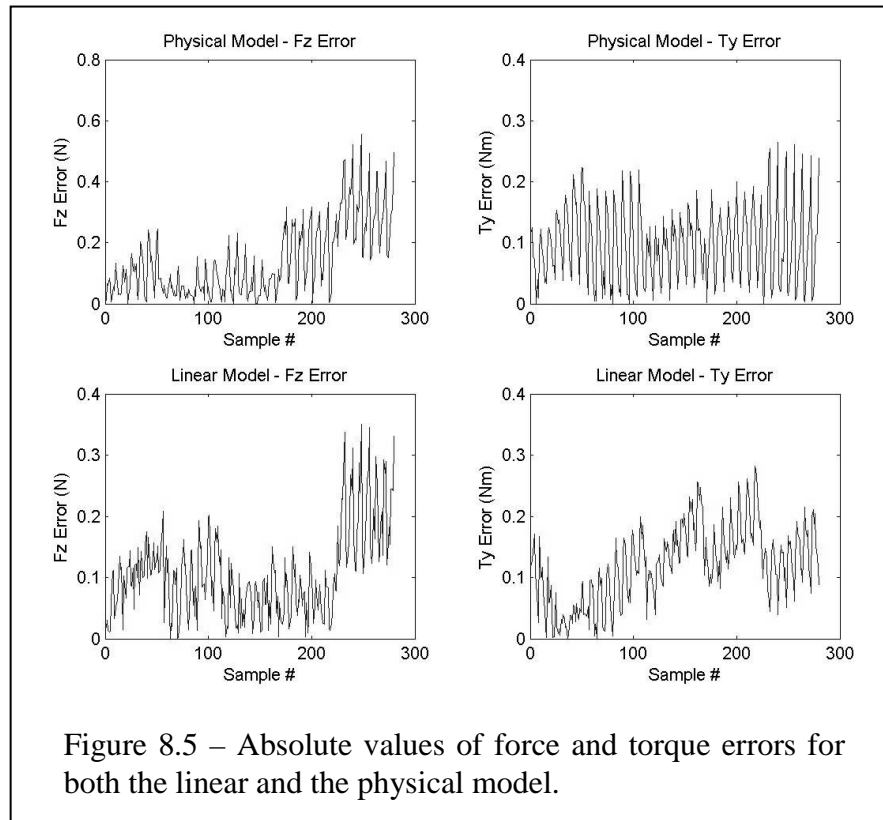 Physical Model - Fz Error
0.8
0.6
0.4
0.2
0
Fz Error (N)
0 100 200 300
Sample #
Physical Model - Ty Error
0.4
0.3
0.2
0.1
0
Ty Error (Nm)
0 100 200 300
Sample #
Linear Model - Fz Error
0.4
0.3
0.2
0.1
0
Fz Error (N)
0 100 200 300
Sample #
Linear Model - Ty Error
0.4
0.3
0.2
0.1
0
Ty Error (Nm)
0 100 200 300
Sample #
Figure 8.5 – Absolute values of force and torque errors for
both the linear and the physical model.